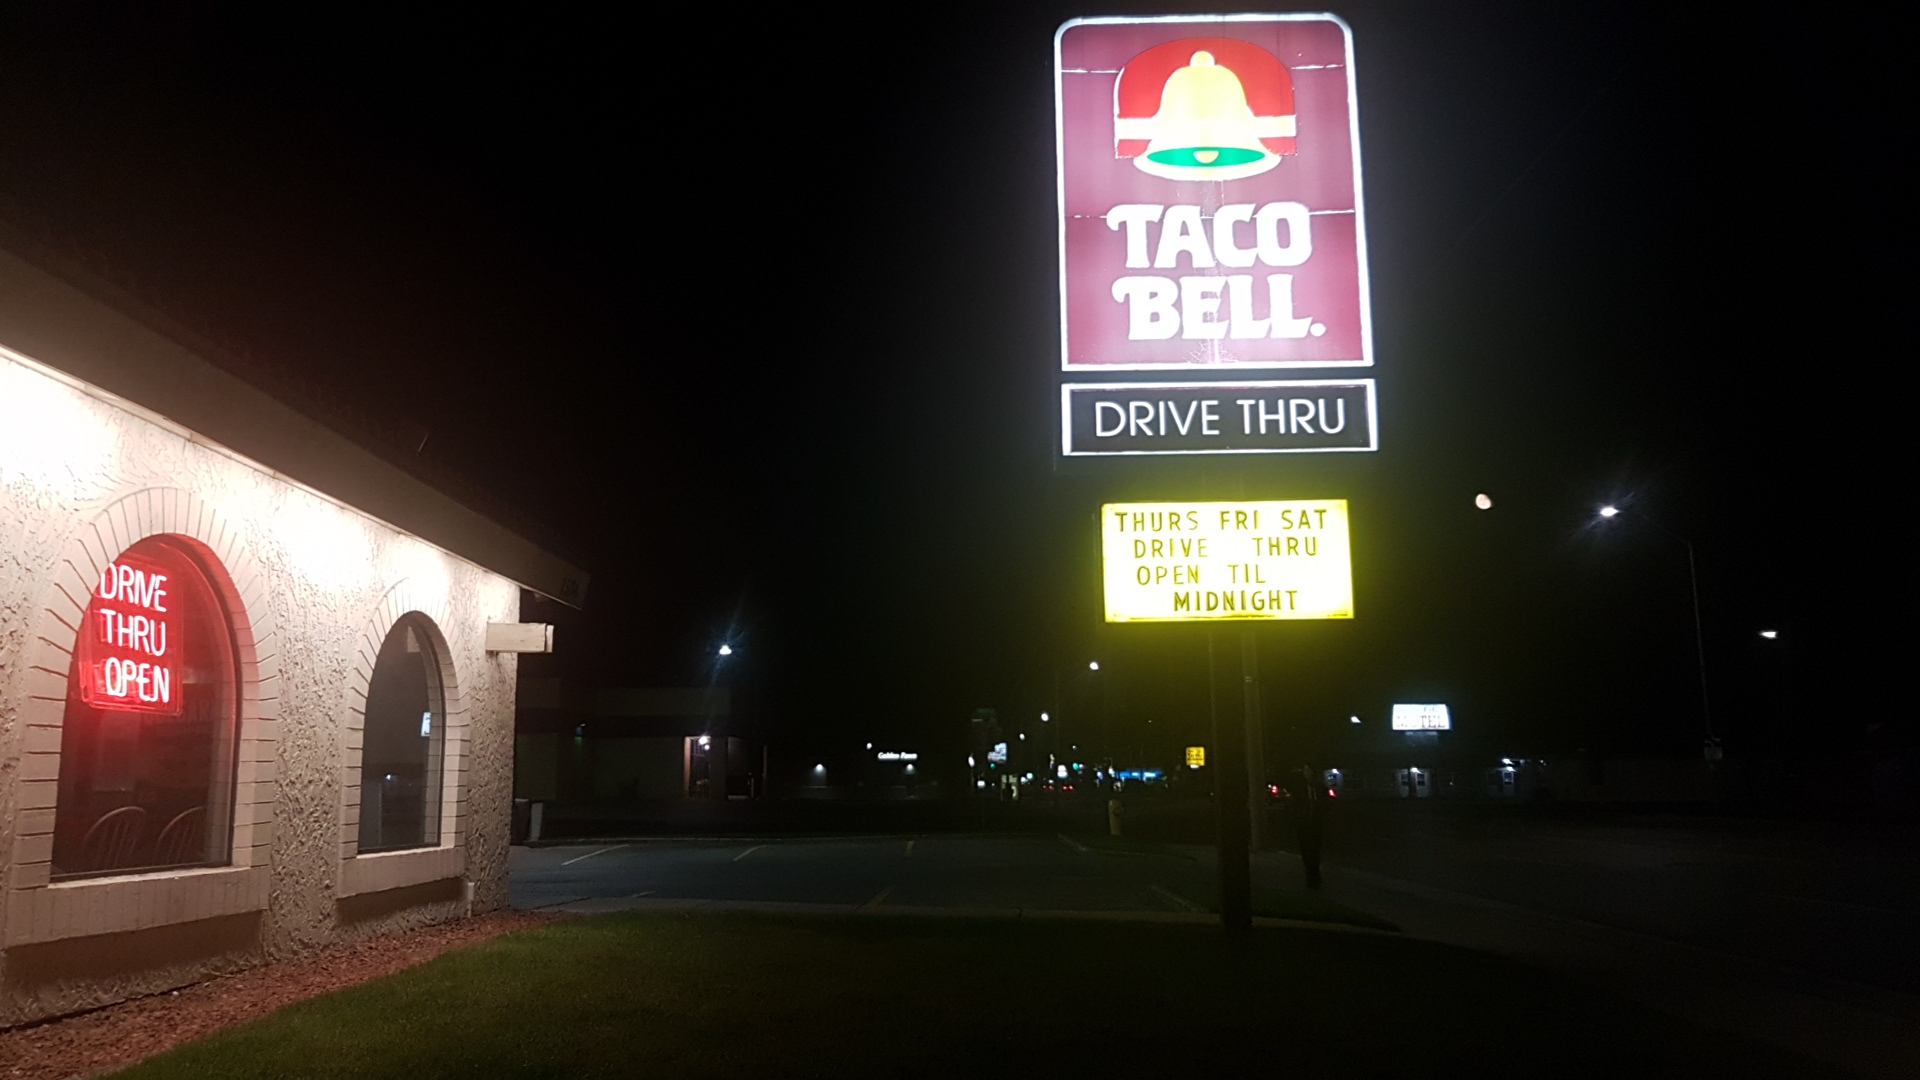 TACO
BELL.
DRIVE THRU
THURS FRI SAT
DRIVE THRU
OPEN TIL
MIDNIGHT
DRIVE
THRU
OPEN